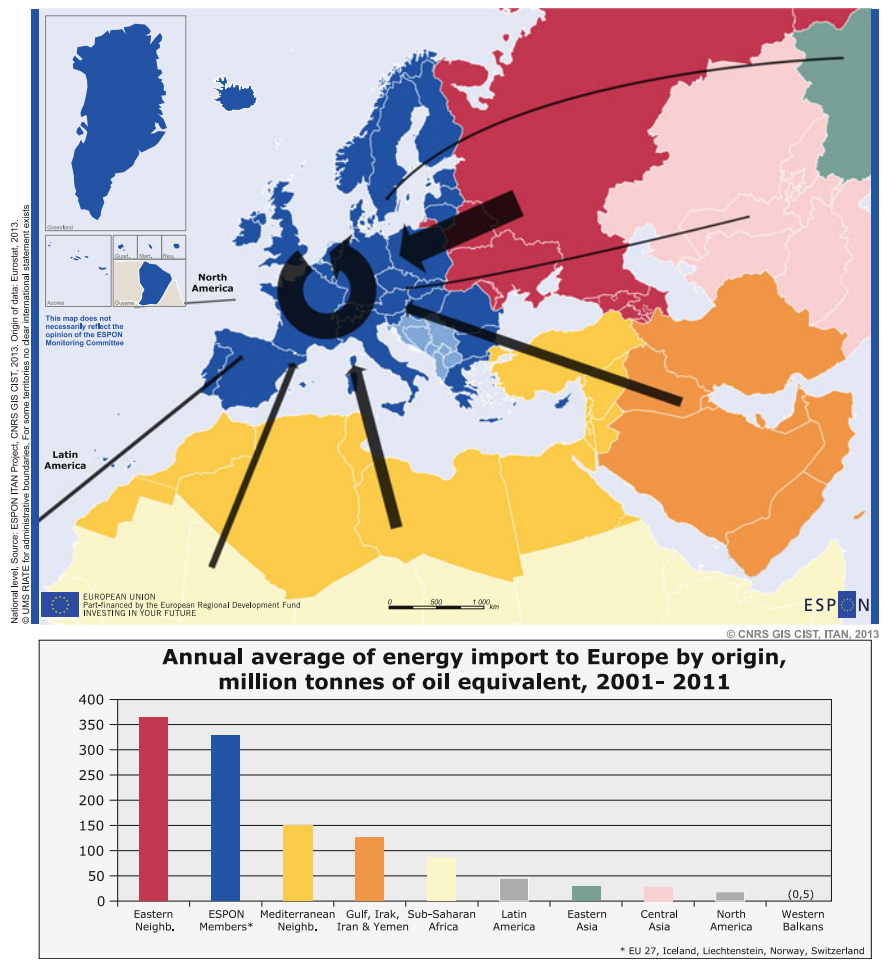 Greenland
Azores
Guad.
Mart.
Reu.
Guyane
North
America
This map does not
necessarily reflect the
opinion of the ESPON
Monitoring Committee
Latin
America
National level, Source: ESPON ITAN Project, CNRS GIS CIST, 2013. Origin of data: Eurostat, 2013.
© UMS RIATE for administrative boundaries, For some territories no clear international statement exists
EUROPEAN UNION
Part-financed by the European Regional Development Fund
INVESTING IN YOUR FUTURE
0 500 1 000
km
ESPON
© CNRS GIS CIST, ITAN, 2013
Annual average of energy import to Europe by origin,
million tonnes of oil equivalent, 2001- 2011
400
350
300
250
200
150
100
50
0
(0,5)
Eastern
Neighb.
ESPON
Members*
Mediterranean
Neighb.
Gulf, Irak,
Iran & Yemen
Sub-Saharan
Africa
Latin
America
Eastern
Asia
Central
Asia
North
America
Western
Balkans
* EU 27, Iceland, Liechtenstein, Norway, Switzerland